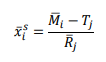 x̄ᵢˢ = (M̄ᵢ − Tⱼ) / R̄ⱼ